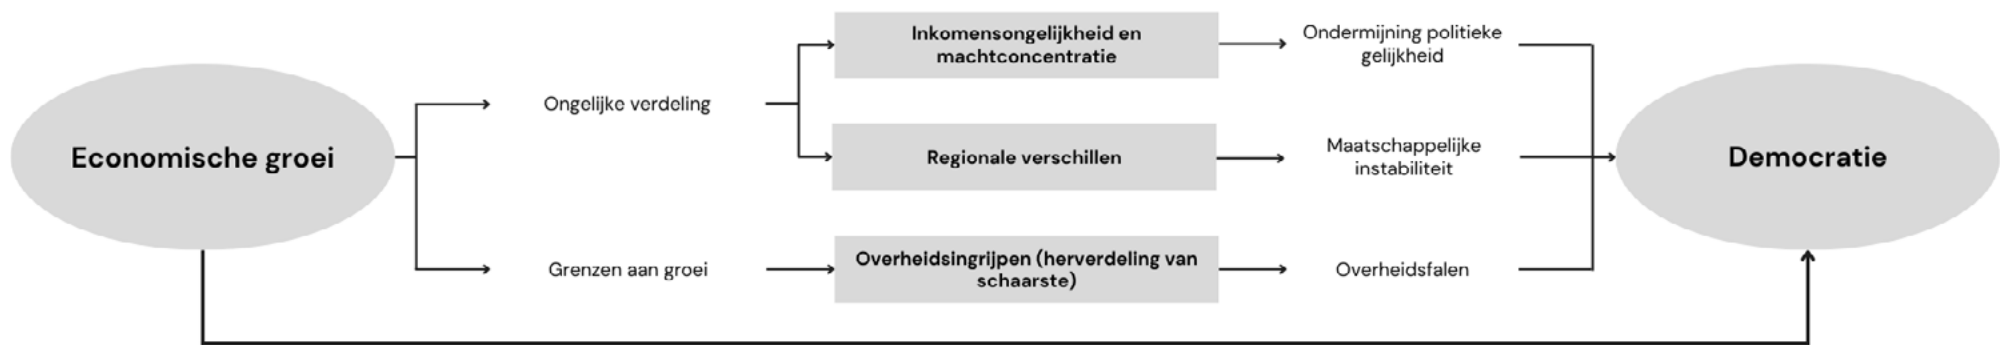 Economische groei
Ongelijke verdeling
Grenzen aan groei
Inkomensongelijkheid en
machtconcentratie
Regionale verschillen
Overheidsingrijpen (herverdeling van
schaarste)
Ondermijning politieke
gelijkheid
Maatschappelijke
instabiliteit
Overheidsfalen
Democratie